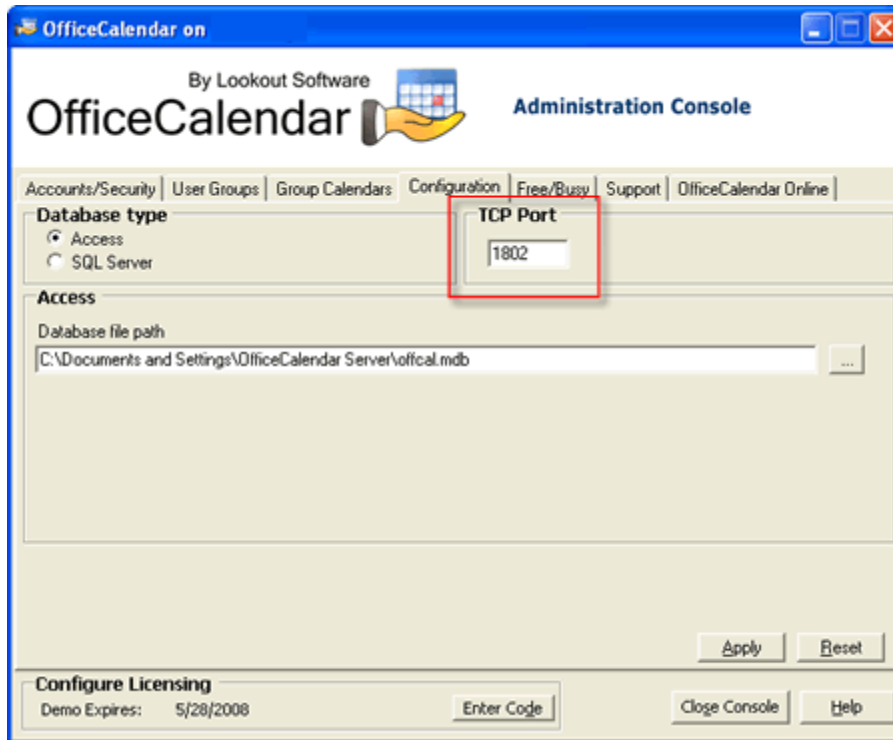 OfficeCalendar on
By Lookout Software
OfficeCalendar
Administration Console
Accounts/Security User Groups Group Calendars Configuration Free/Busy Support OfficeCalendar Online
Database type
TCP Port
Access
1802
SQL Server
Access
Database file path
C:\Documents and Settings\OfficeCalendar Server\offcal.mdb
...
Apply Reset
Configure Licensing
Demo Expires: 5/28/2008
Enter Code
Close Console
Help